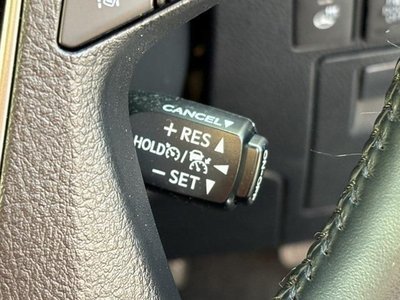 CANCEL▼
+ RES ▲
HOLD / ◄
− SET ▼